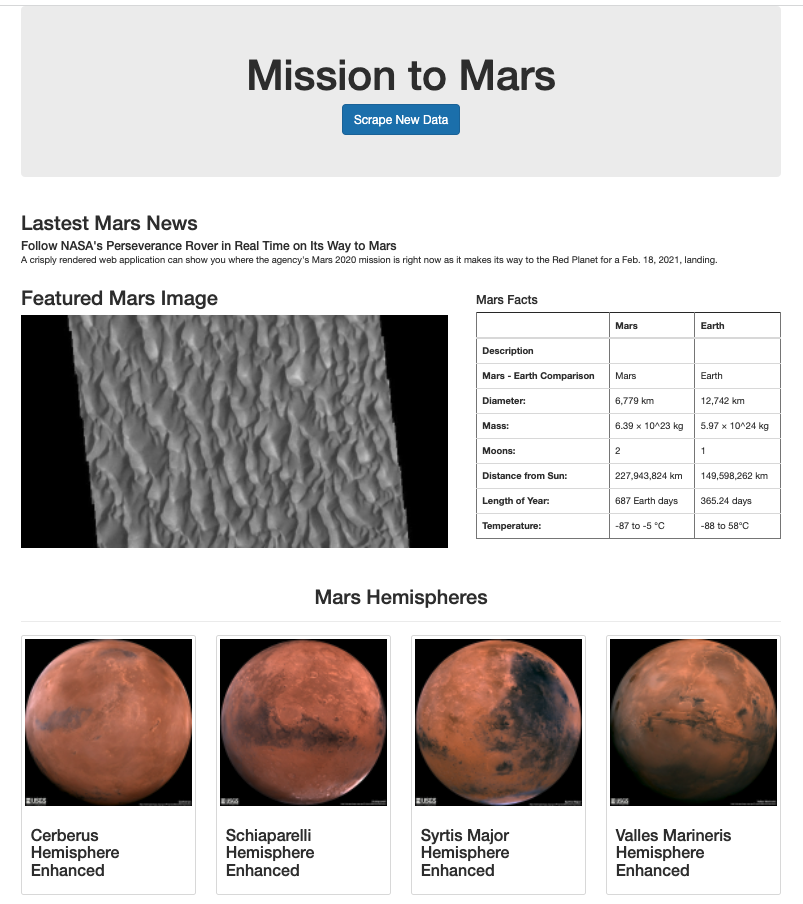 Mission to Mars
Scrape New Data
Lastest Mars News
Follow NASA's Perseverance Rover in Real Time on Its Way to Mars
A crisply rendered web application can show you where the agency's Mars 2020 mission is right now as it makes its way to the Red Planet for a Feb. 18, 2021, landing.
Featured Mars Image
Mars Facts
Mars Earth
Description
Mars - Earth Comparison Mars Earth
Diameter: 6,779 km 12,742 km
Mass: 6.39 × 10^23 kg 5.97 × 10^24 kg
Moons: 2 1
Distance from Sun: 227,943,824 km 149,598,262 km
Length of Year: 687 Earth days 365.24 days
Temperature: -87 to -5 °C -88 to 58°C
Mars Hemispheres
USGS USGS USGS USGS
Cerberus
Hemisphere
Enhanced
Schiaparelli
Hemisphere
Enhanced
Syrtis Major
Hemisphere
Enhanced
Valles Marineris
Hemisphere
Enhanced